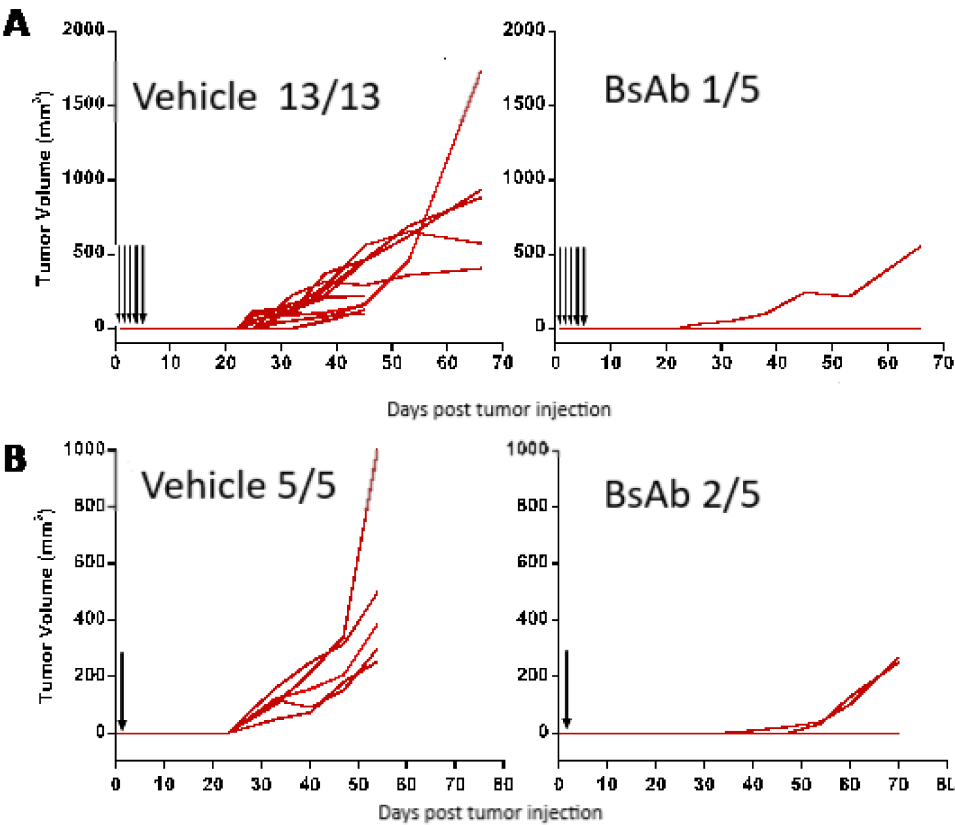 A
Vehicle 13/13
BsAb 1/5
Tumor Volume (mm³)
2000
1500
1000
500
0
0 10 20 30 40 50 60 70
2000
1500
1000
500
0
0 10 20 30 40 50 60 70
Days post tumor injection
B
Vehicle 5/5
BsAb 2/5
Tumor Volume (mm³)
1000
800
600
400
200
0
0 10 20 30 40 50 60 70 80
1000
800
600
400
200
0
0 10 20 30 40 50 60 70
Days post tumor injection